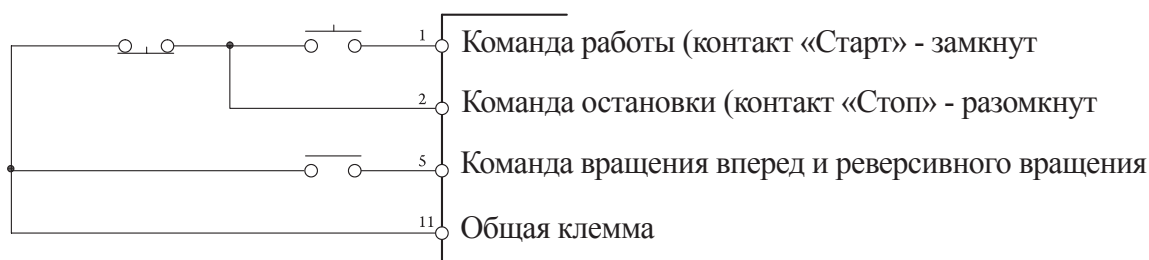 1 Команда работы (контакт «Старт» - замкнут
2 Команда остановки (контакт «Стоп» - разомкнут
5 Команда вращения вперед и реверсивного вращения
11 Общая клемма